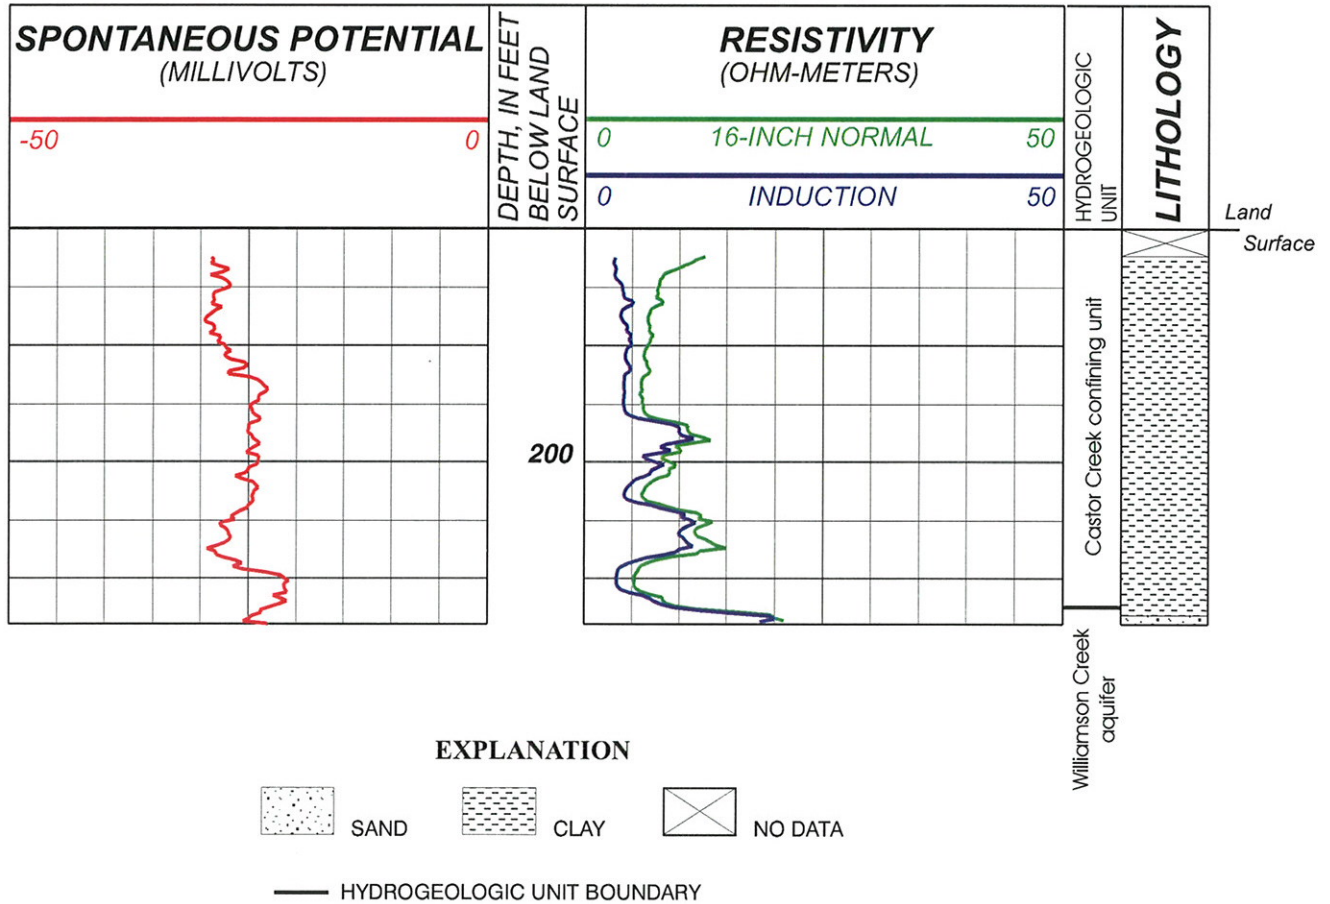 SPONTANEOUS POTENTIAL
(MILLIVOLTS)
-50 0
DEPTH, IN FEET
BELOW LAND
SURFACE
RESISTIVITY
(OHM-METERS)
0 16-INCH NORMAL 50
0 INDUCTION 50
HYDROGEOLOGIC
UNIT
LITHOLOGY
Land
Surface
200
Castor Creek confining unit
Williamson Creek
aquifer
EXPLANATION
SAND
CLAY
NO DATA
HYDROGEOLOGIC UNIT BOUNDARY